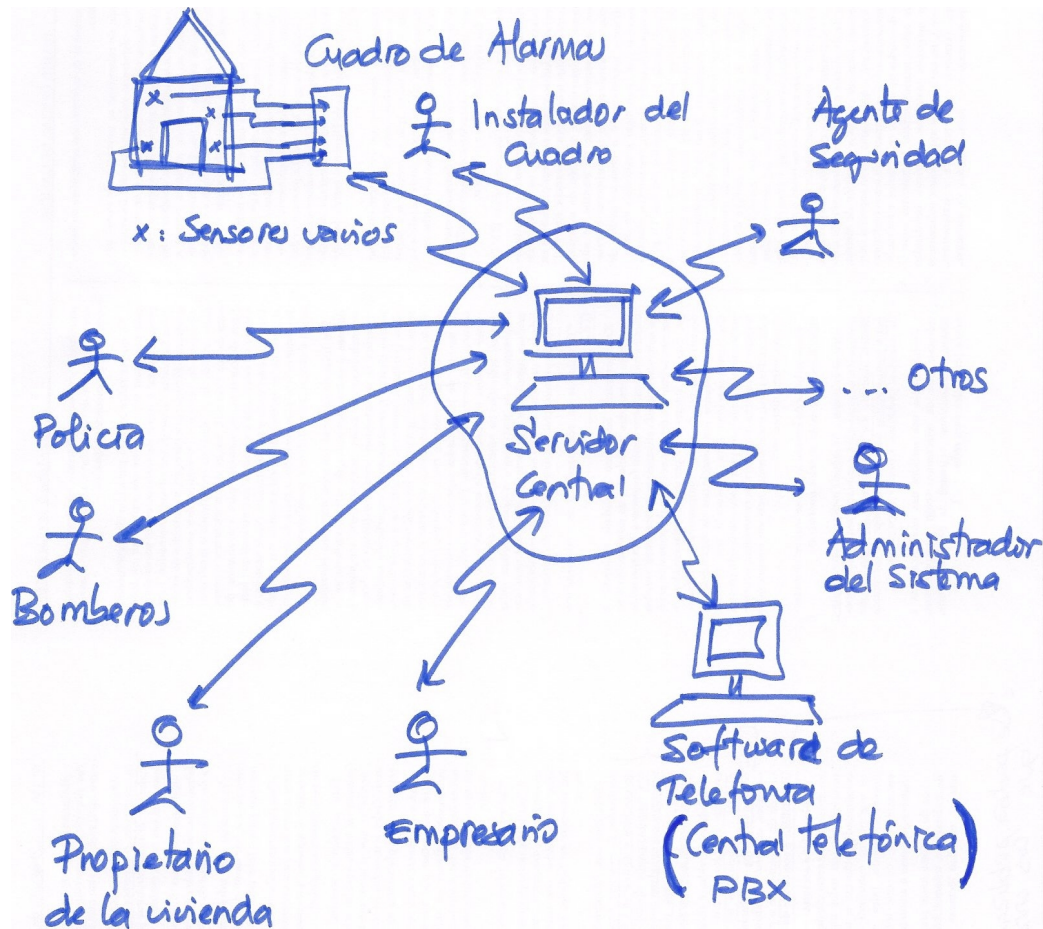 Cuadro de Alarmas
Instalador del
Cuadro
Agente de
Seguridad
x: Sensores varios
Policía
Servidor
Central
... Otros
Bomberos
Administrador
del Sistema
Propietario
de la vivienda
Empresario
Software de
Telefonía
(Central Telefónica)
PBX